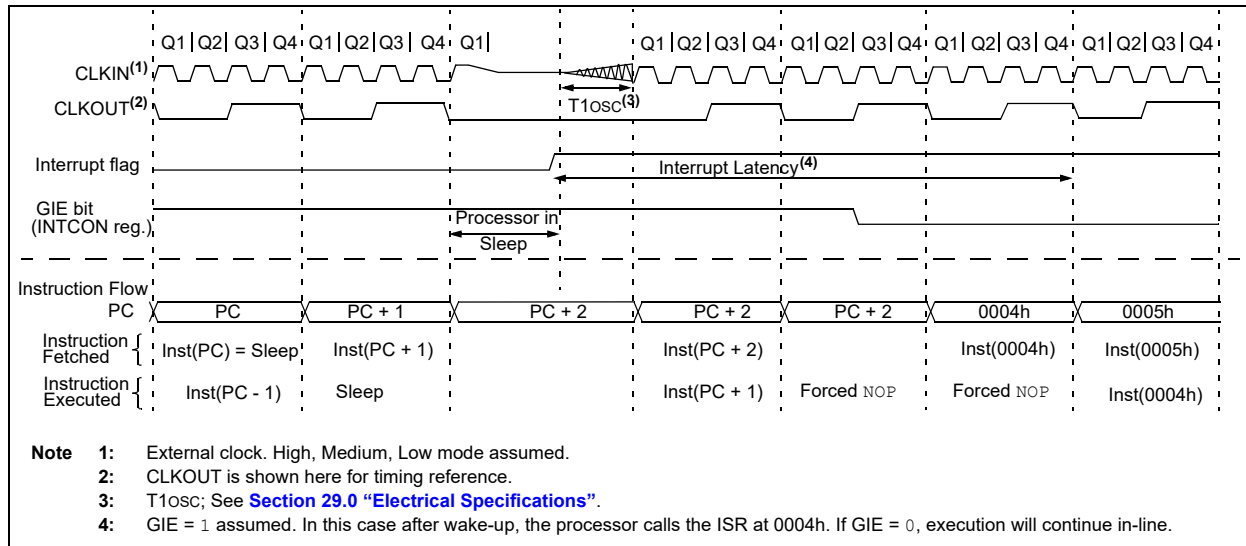 Q1 Q2 Q3 Q4 Q1 Q2 Q3 Q4 Q1 Q1 Q2 Q3 Q4 Q1 Q2 Q3 Q4 Q1 Q2 Q3 Q4 Q1 Q2 Q3 Q4
CLKIN(1)
CLKOUT(2)
T1OSC(3)
Interrupt flag
Interrupt Latency(4)
GIE bit
(INTCON reg.)
Processor in
Sleep
Instruction Flow
PC PC PC + 1 PC + 2 PC + 2 PC + 2 0004h 0005h
Instruction
Fetched
Inst(PC) = Sleep Inst(PC + 1) Inst(PC + 2) Inst(0004h) Inst(0005h)
Instruction
Executed
Inst(PC - 1) Sleep Inst(PC + 1) Forced NOP Forced NOP Inst(0004h)
Note 1: External clock. High, Medium, Low mode assumed.
2: CLKOUT is shown here for timing reference.
3: T1OSC; See Section 29.0 “Electrical Specifications”.
4: GIE = 1 assumed. In this case after wake-up, the processor calls the ISR at 0004h. If GIE = 0, execution will continue in-line.